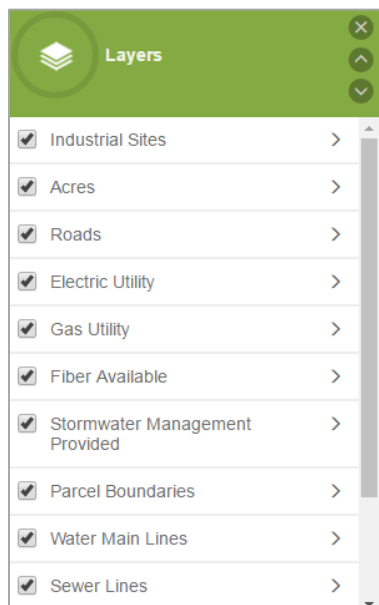 Layers
Industrial Sites
Acres
Roads
Electric Utility
Gas Utility
Fiber Available
Stormwater Management
Provided
Parcel Boundaries
Water Main Lines
Sewer Lines